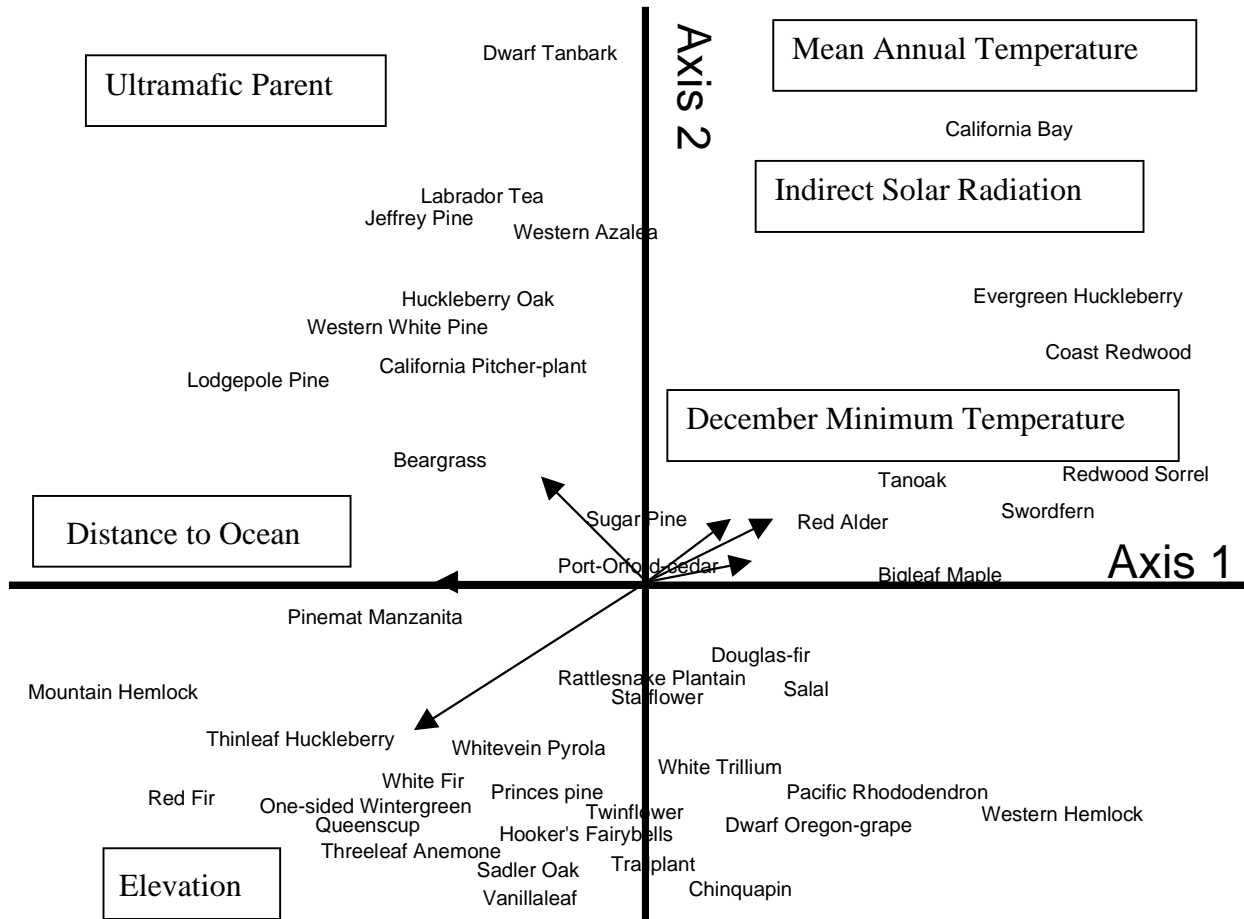 Dwarf Tanbark
Axis 2
Mean Annual Temperature
Ultramafic Parent
California Bay
Indirect Solar Radiation
Labrador Tea
Jeffrey Pine
Western Azalea
Huckleberry Oak
Evergreen Huckleberry
Western White Pine
Coast Redwood
California Pitcher-plant
Lodgepole Pine
December Minimum Temperature
Beargrass
Tanoak
Redwood Sorrel
Swordfern
Sugar Pine
Red Alder
Distance to Ocean
Port-Orford-cedar
Axis 1
Bigleaf Maple
Pinemat Manzanita
Douglas-fir
Rattlesnake Plantain
Mountain Hemlock
Starflower
Salal
Thinleaf Huckleberry
Whitevein Pyrola
White Trillium
White Fir
Red Fir
Princes pine
Pacific Rhododendron
One-sided Wintergreen
Twinflower
Western Hemlock
Queenscup
Hooker's Fairybells
Dwarf Oregon-grape
Threeleaf Anemone
Trailplant
Sadler Oak
Elevation
Vanillaleaf
Chinquapin